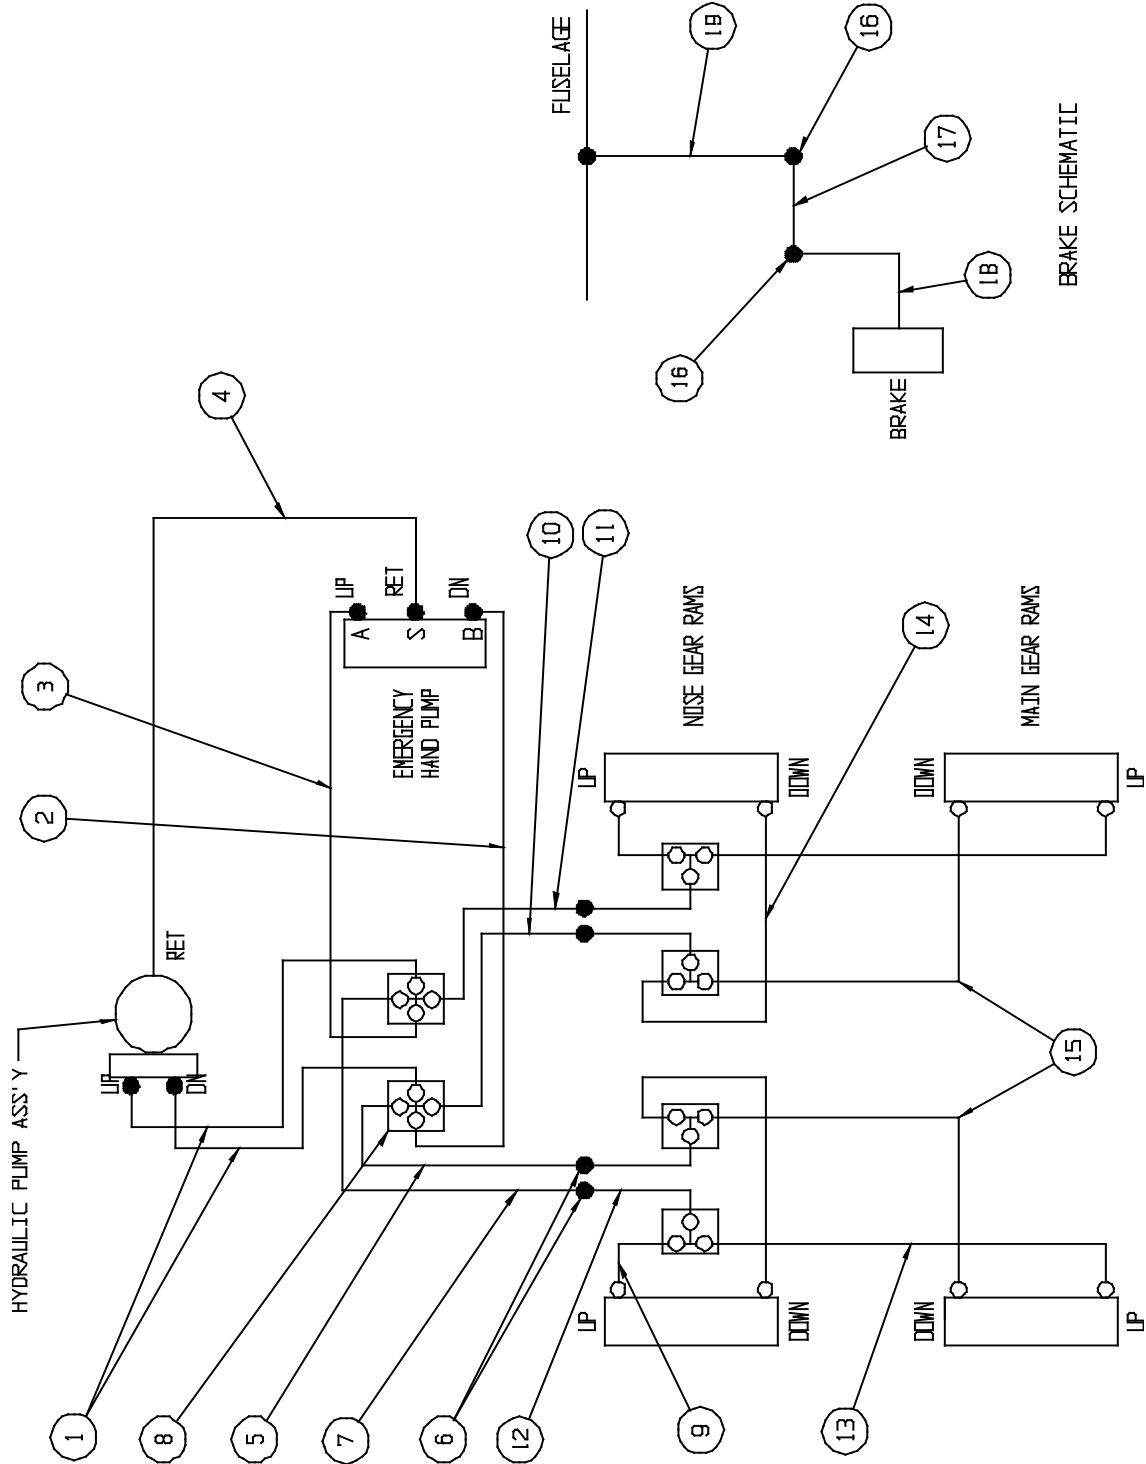 HYDRAULIC PUMP ASS'Y
UP
DN
RET
1
8
5
7
6
12
9
13
2
3
4
EMERGENCY
HAND PUMP
A
S
B
UP
RET
DN
10
11
14
15
NOSE GEAR RAMS
UP
DOWN
UP
DOWN
MAIN GEAR RAMS
DOWN
UP
DOWN
UP
FUSELAGE
19
16
17
16
18
BRAKE
BRAKE SCHEMATIC